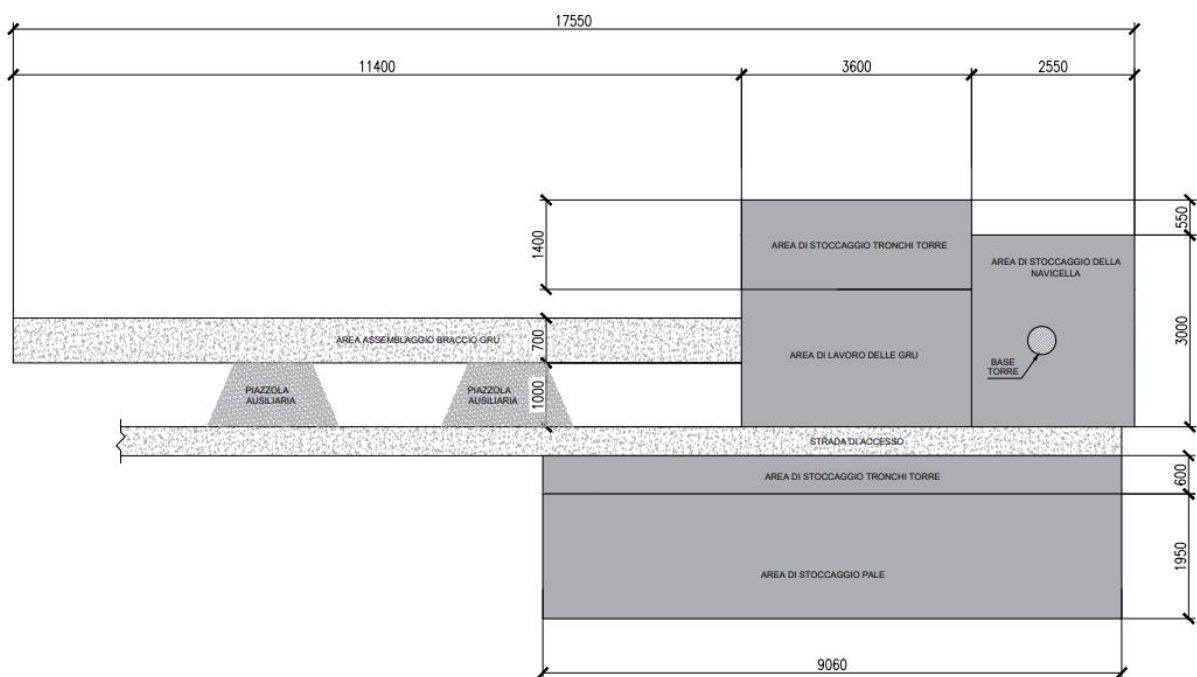 17550
11400
3600
2550
550
1400
AREA DI STOCCAGGIO TRONCHI TORRE
AREA DI STOCCAGGIO DELLA
NAVICELLA
3000
700
AREA ASSEMBLAGGIO BRACCIO GRU
AREA DI LAVORO DELLE GRU
BASE
TORRE
PIAZZOLA
AUSILIARIA
PIAZZOLA
AUSILIARIA
1000
STRADA DI ACCESSO
AREA DI STOCCAGGIO TRONCHI TORRE
600
AREA DI STOCCAGGIO PALE
1950
9060